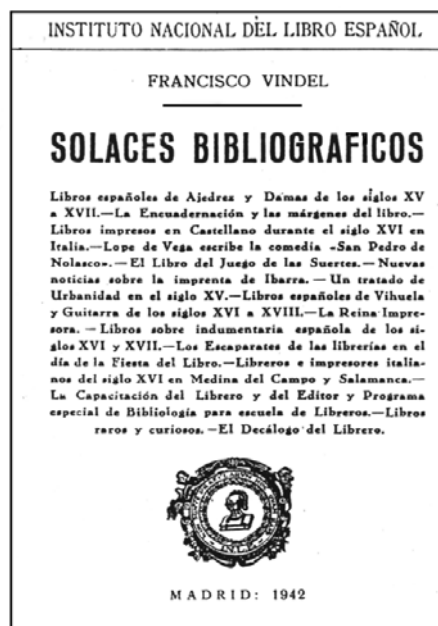 INSTITUTO NACIONAL DEL LIBRO ESPAÑOL
FRANCISCO VINDEL
SOLACES BIBLIOGRAFICOS
Libros españoles de Ajedrez y Damas de los siglos XV
a XVII.—La Encuadernación y las márgenes del libro.—
Libros impresos en Castellano durante el siglo XVI en
Italia.—Lope de Vega escribe la comedia «San Pedro de
Nolasco».—El Libro del Juego de las Suertes.—Nuevas
noticias sobre la imprenta de Ibarra.—Un tratado de
Urbanidad en el siglo XV.—Libros españoles de Vihuela
y Guitarra de los siglos XVI a XVIII.—La Reina Impre-
sora.—Libros sobre indumentaria española de los si-
glos XVI y XVII.—Los Escaparates de las librerías en el
día de la Fiesta del Libro.—Libreros e impresores italia-
nos del siglo XVI en Medina del Campo y Salamanca.—
La Capacitación del Librero y del Editor y Programa
especial de Bibliología para escuela de Libreros.—Libros
raros y curiosos.—El Decálogo del Librero.
MADRID: 1942